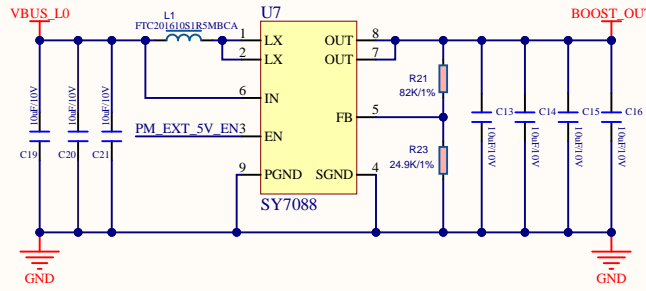 VBUS_L0
L1
FTC201610S1R5MBCA
U7
BOOST_OUT
1
LX
OUT
8
2
LX
OUT
7
6
IN
FB
5
PM_EXT_5V_EN
3
EN
9
PGND
SGND
4
SY7088
10uF/10V
10uF/10V
10uF/10V
C19
C20
C21
R21
82K/1%
R23
24.9K/1%
C13
C14
C15
C16
10uF/10V
10uF/10V
10uF/10V
10uF/10V
GND
GND